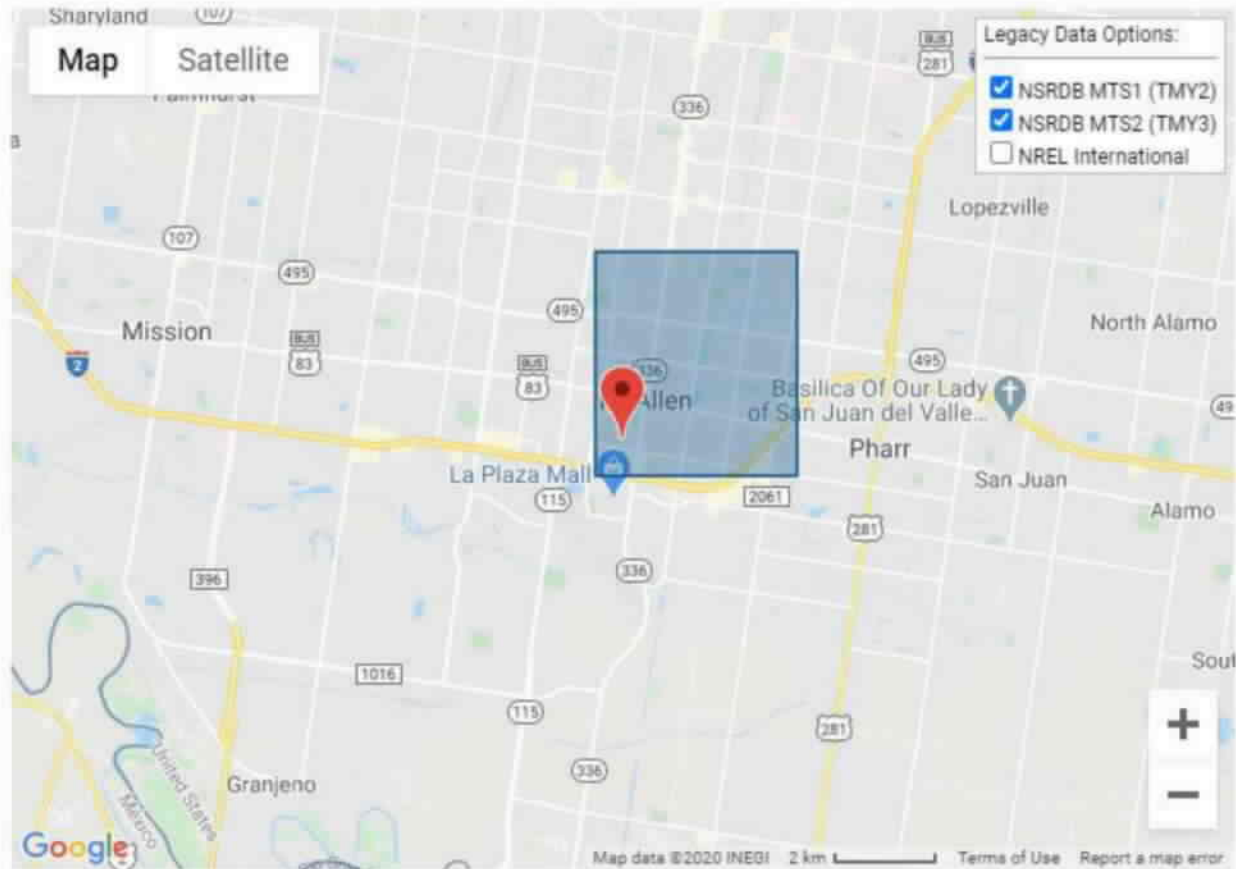 Sharyland
107
Map
Satellite
Palmhurst
336
BUS
281
Legacy Data Options:
NSRDB MTS1 (TMY2)
NSRDB MTS2 (TMY3)
NREL International
Lopezville
107
495
495
Mission
BUS
83
BUS
83
2
336
Allen
495
North Alamo
Basilica Of Our Lady
of San Juan del Valle...
49
Pharr
La Plaza Mall
115
2061
San Juan
Alamo
281
396
336
1016
Sout
115
281
336
Granjeno
United States
Mexico
+
−
Google
Map data ©2020 INEGI
2 km
Terms of Use
Report a map error